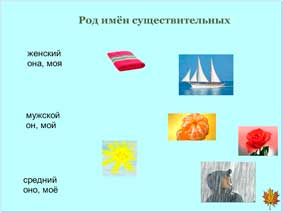 Род имён существительных
женский
она, моя
мужской
он, мой
средний
оно, моё